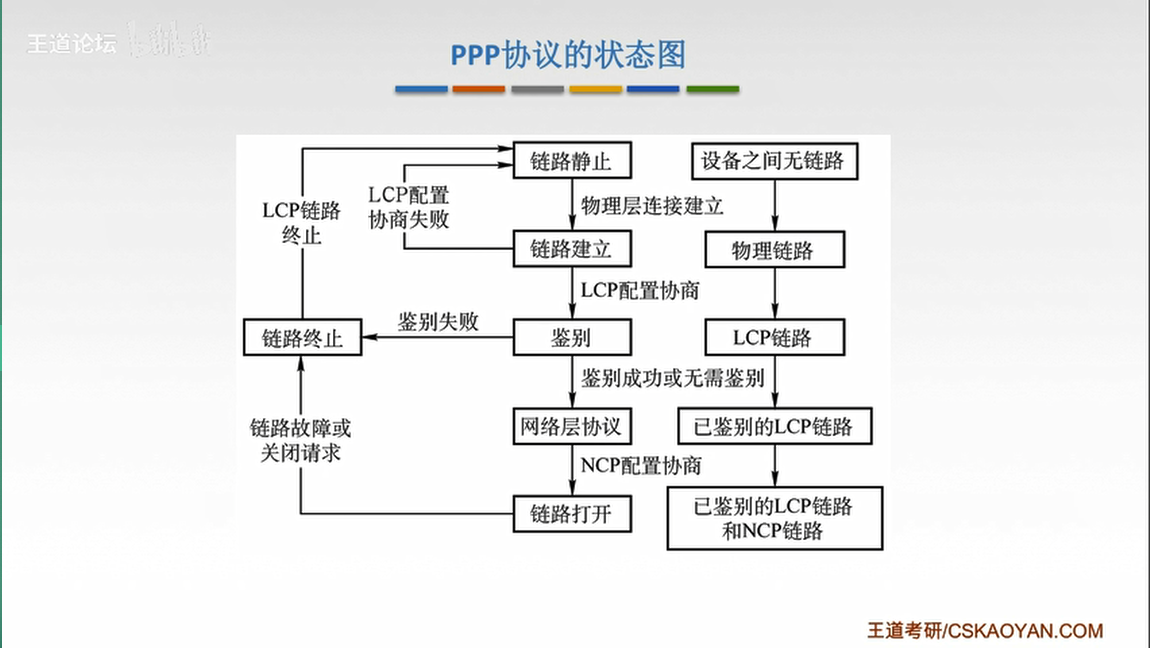 王道论坛
bilibili
PPP协议的状态图
链路静止
设备之间无链路
LCP配置
协商失败
LCP链路
终止
物理层连接建立
链路建立
物理链路
LCP配置协商
鉴别失败
链路终止
鉴别
LCP链路
鉴别成功或无需鉴别
链路故障或
关闭请求
网络层协议
已鉴别的LCP链路
NCP配置协商
链路打开
已鉴别的LCP链路
和NCP链路
王道考研/CSKAOYAN.COM